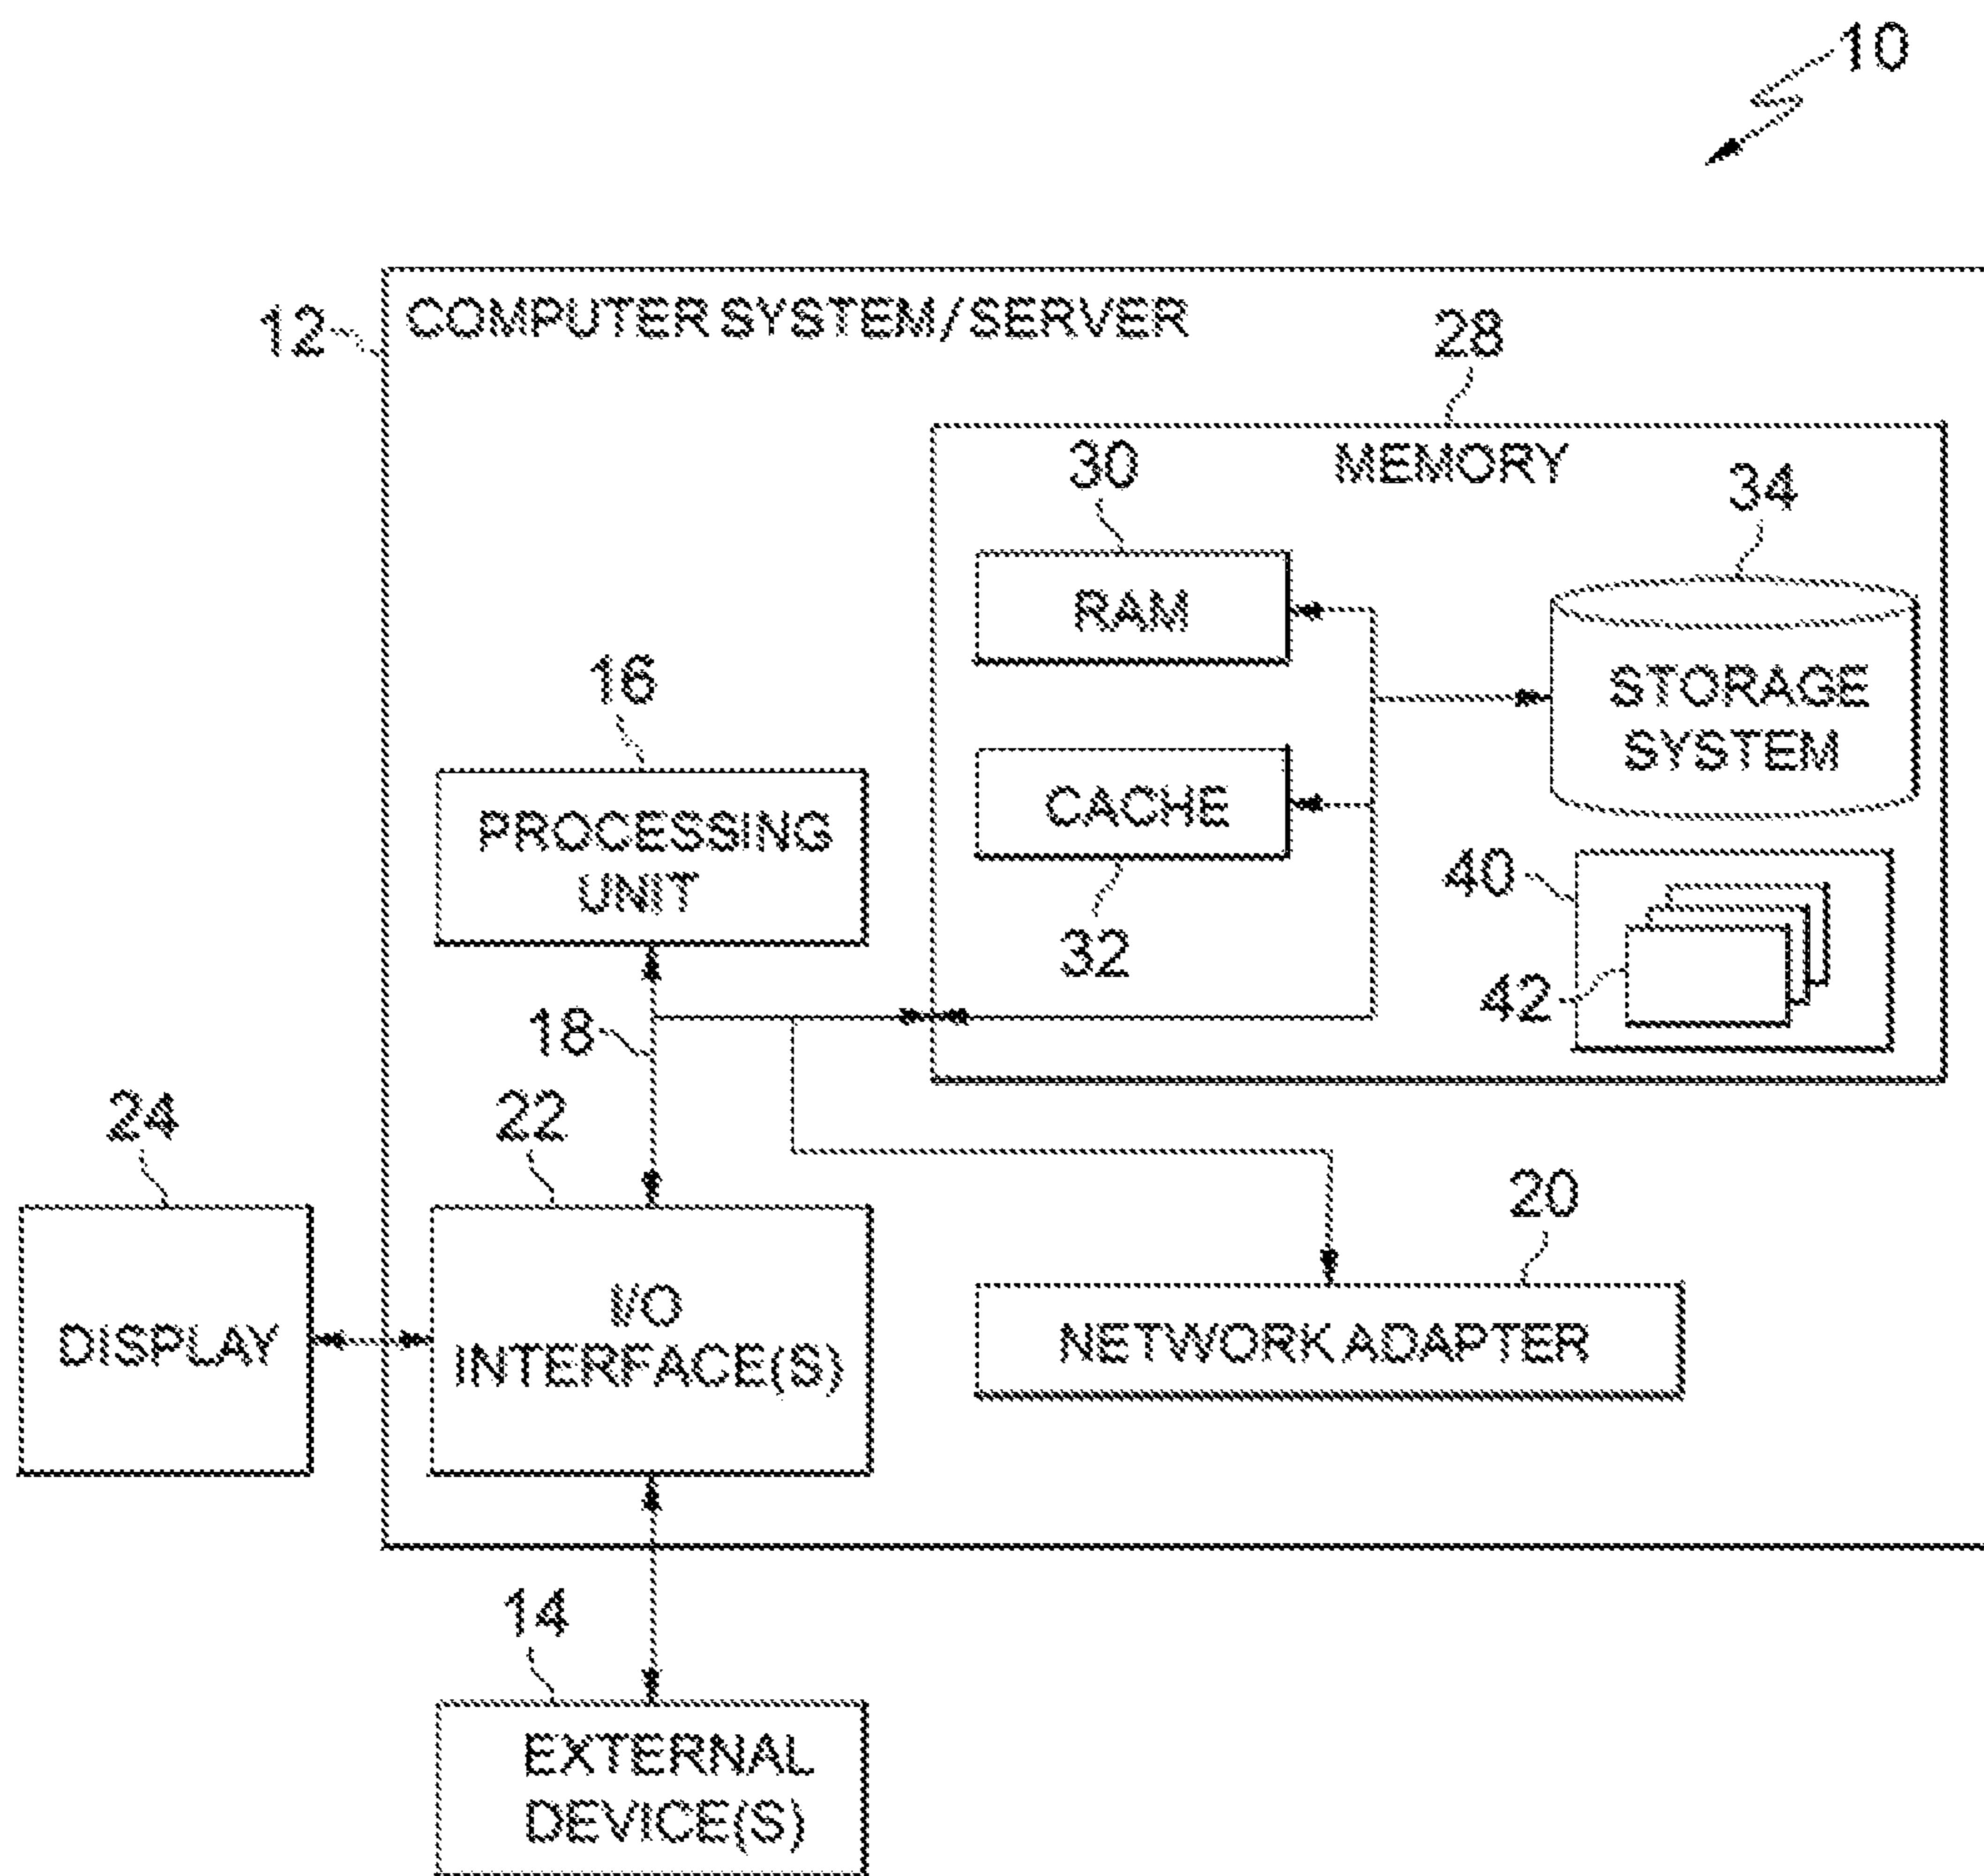 10
12
COMPUTER SYSTEM/SERVER
28
MEMORY
30
34
RAM
STORAGE
SYSTEM
16
CACHE
PROCESSING
UNIT
40
32
42
18
24
22
20
DISPLAY
I/O
INTERFACE(S)
NETWORK ADAPTER
14
EXTERNAL
DEVICE(S)